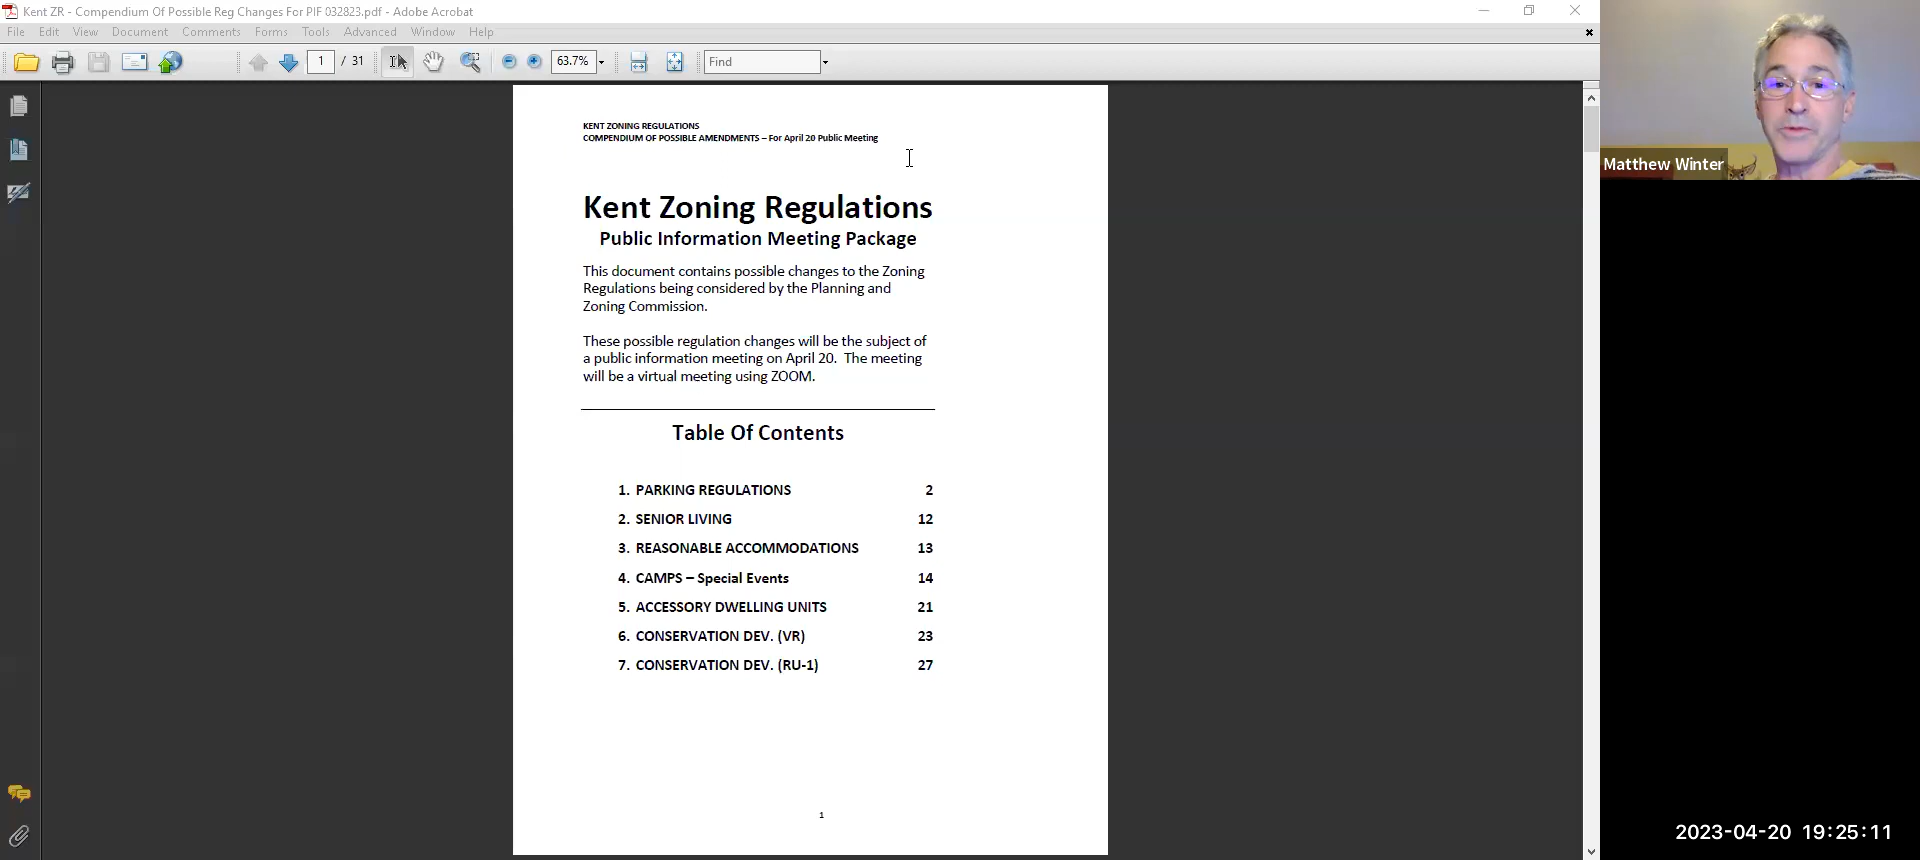 Kent ZR - Compendium Of Possible Reg Changes For PIF 032823.pdf - Adobe Acrobat
File Edit View Document Comments Forms Tools Advanced Window Help
1 / 31 63.7% Find
KENT ZONING REGULATIONS
COMPENDIUM OF POSSIBLE AMENDMENTS – For April 20 Public Meeting
Kent Zoning Regulations
Public Information Meeting Package
This document contains possible changes to the Zoning
Regulations being considered by the Planning and
Zoning Commission.
These possible regulation changes will be the subject of
a public information meeting on April 20. The meeting
will be a virtual meeting using ZOOM.
Table Of Contents
1. PARKING REGULATIONS 2
2. SENIOR LIVING 12
3. REASONABLE ACCOMMODATIONS 13
4. CAMPS – Special Events 14
5. ACCESSORY DWELLING UNITS 21
6. CONSERVATION DEV. (VR) 23
7. CONSERVATION DEV. (RU-1) 27
1
Matthew Winter
2023-04-20 19:25:11